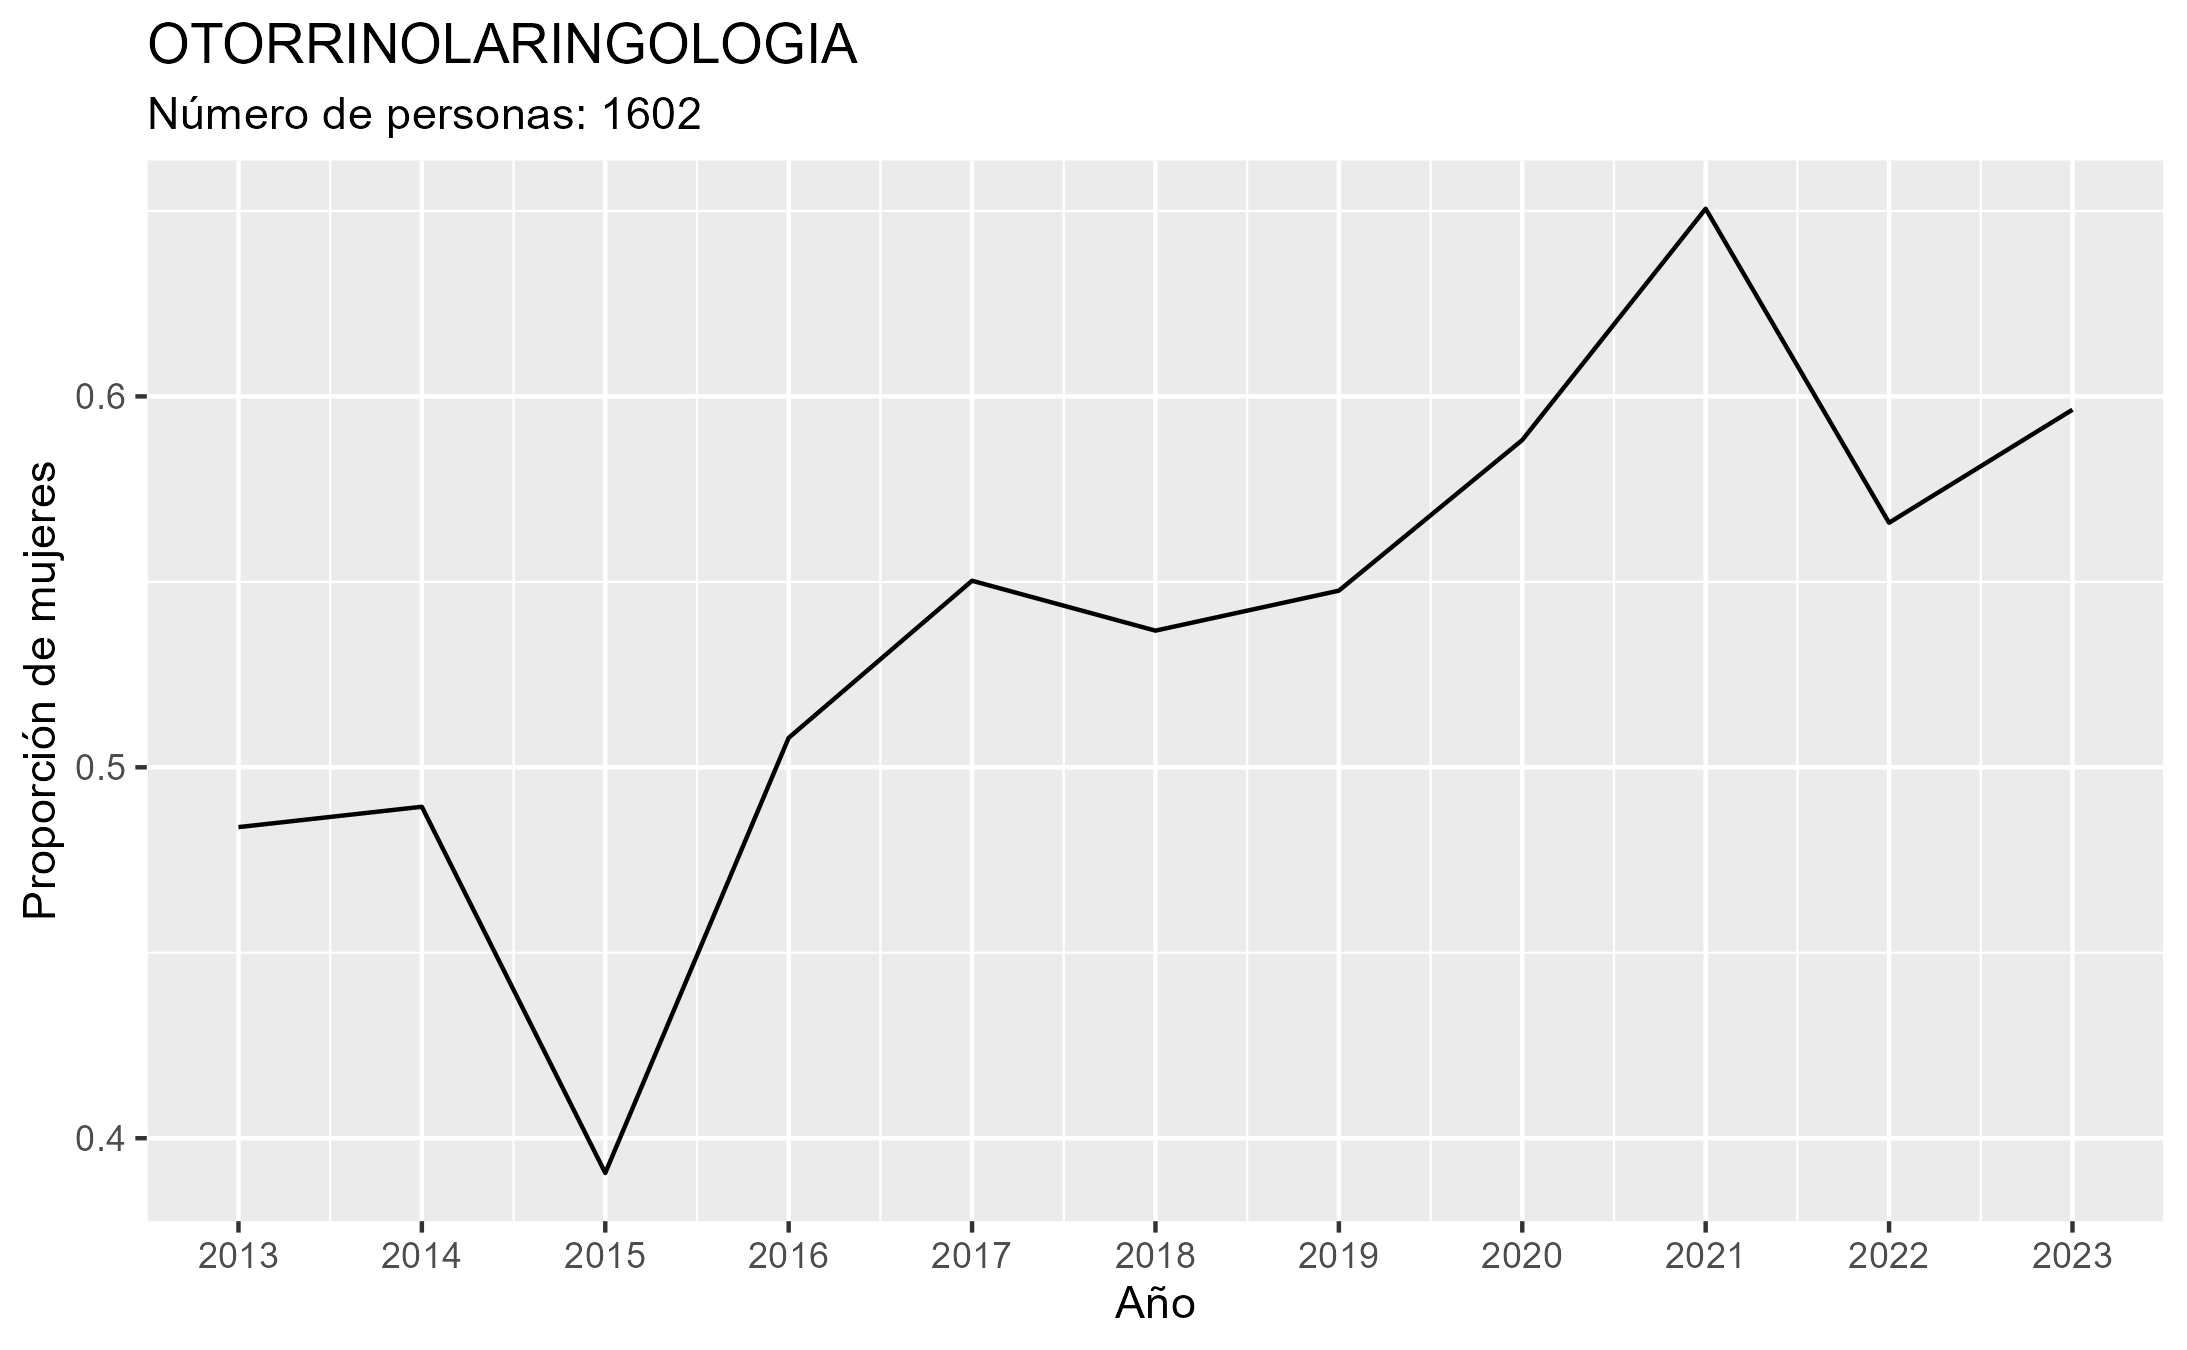 OTORRINOLARINGOLOGIA
Número de personas: 1602
Proporción de mujeres
0.6
0.5
0.4
2013 2014 2015 2016 2017 2018 2019 2020 2021 2022 2023
Año